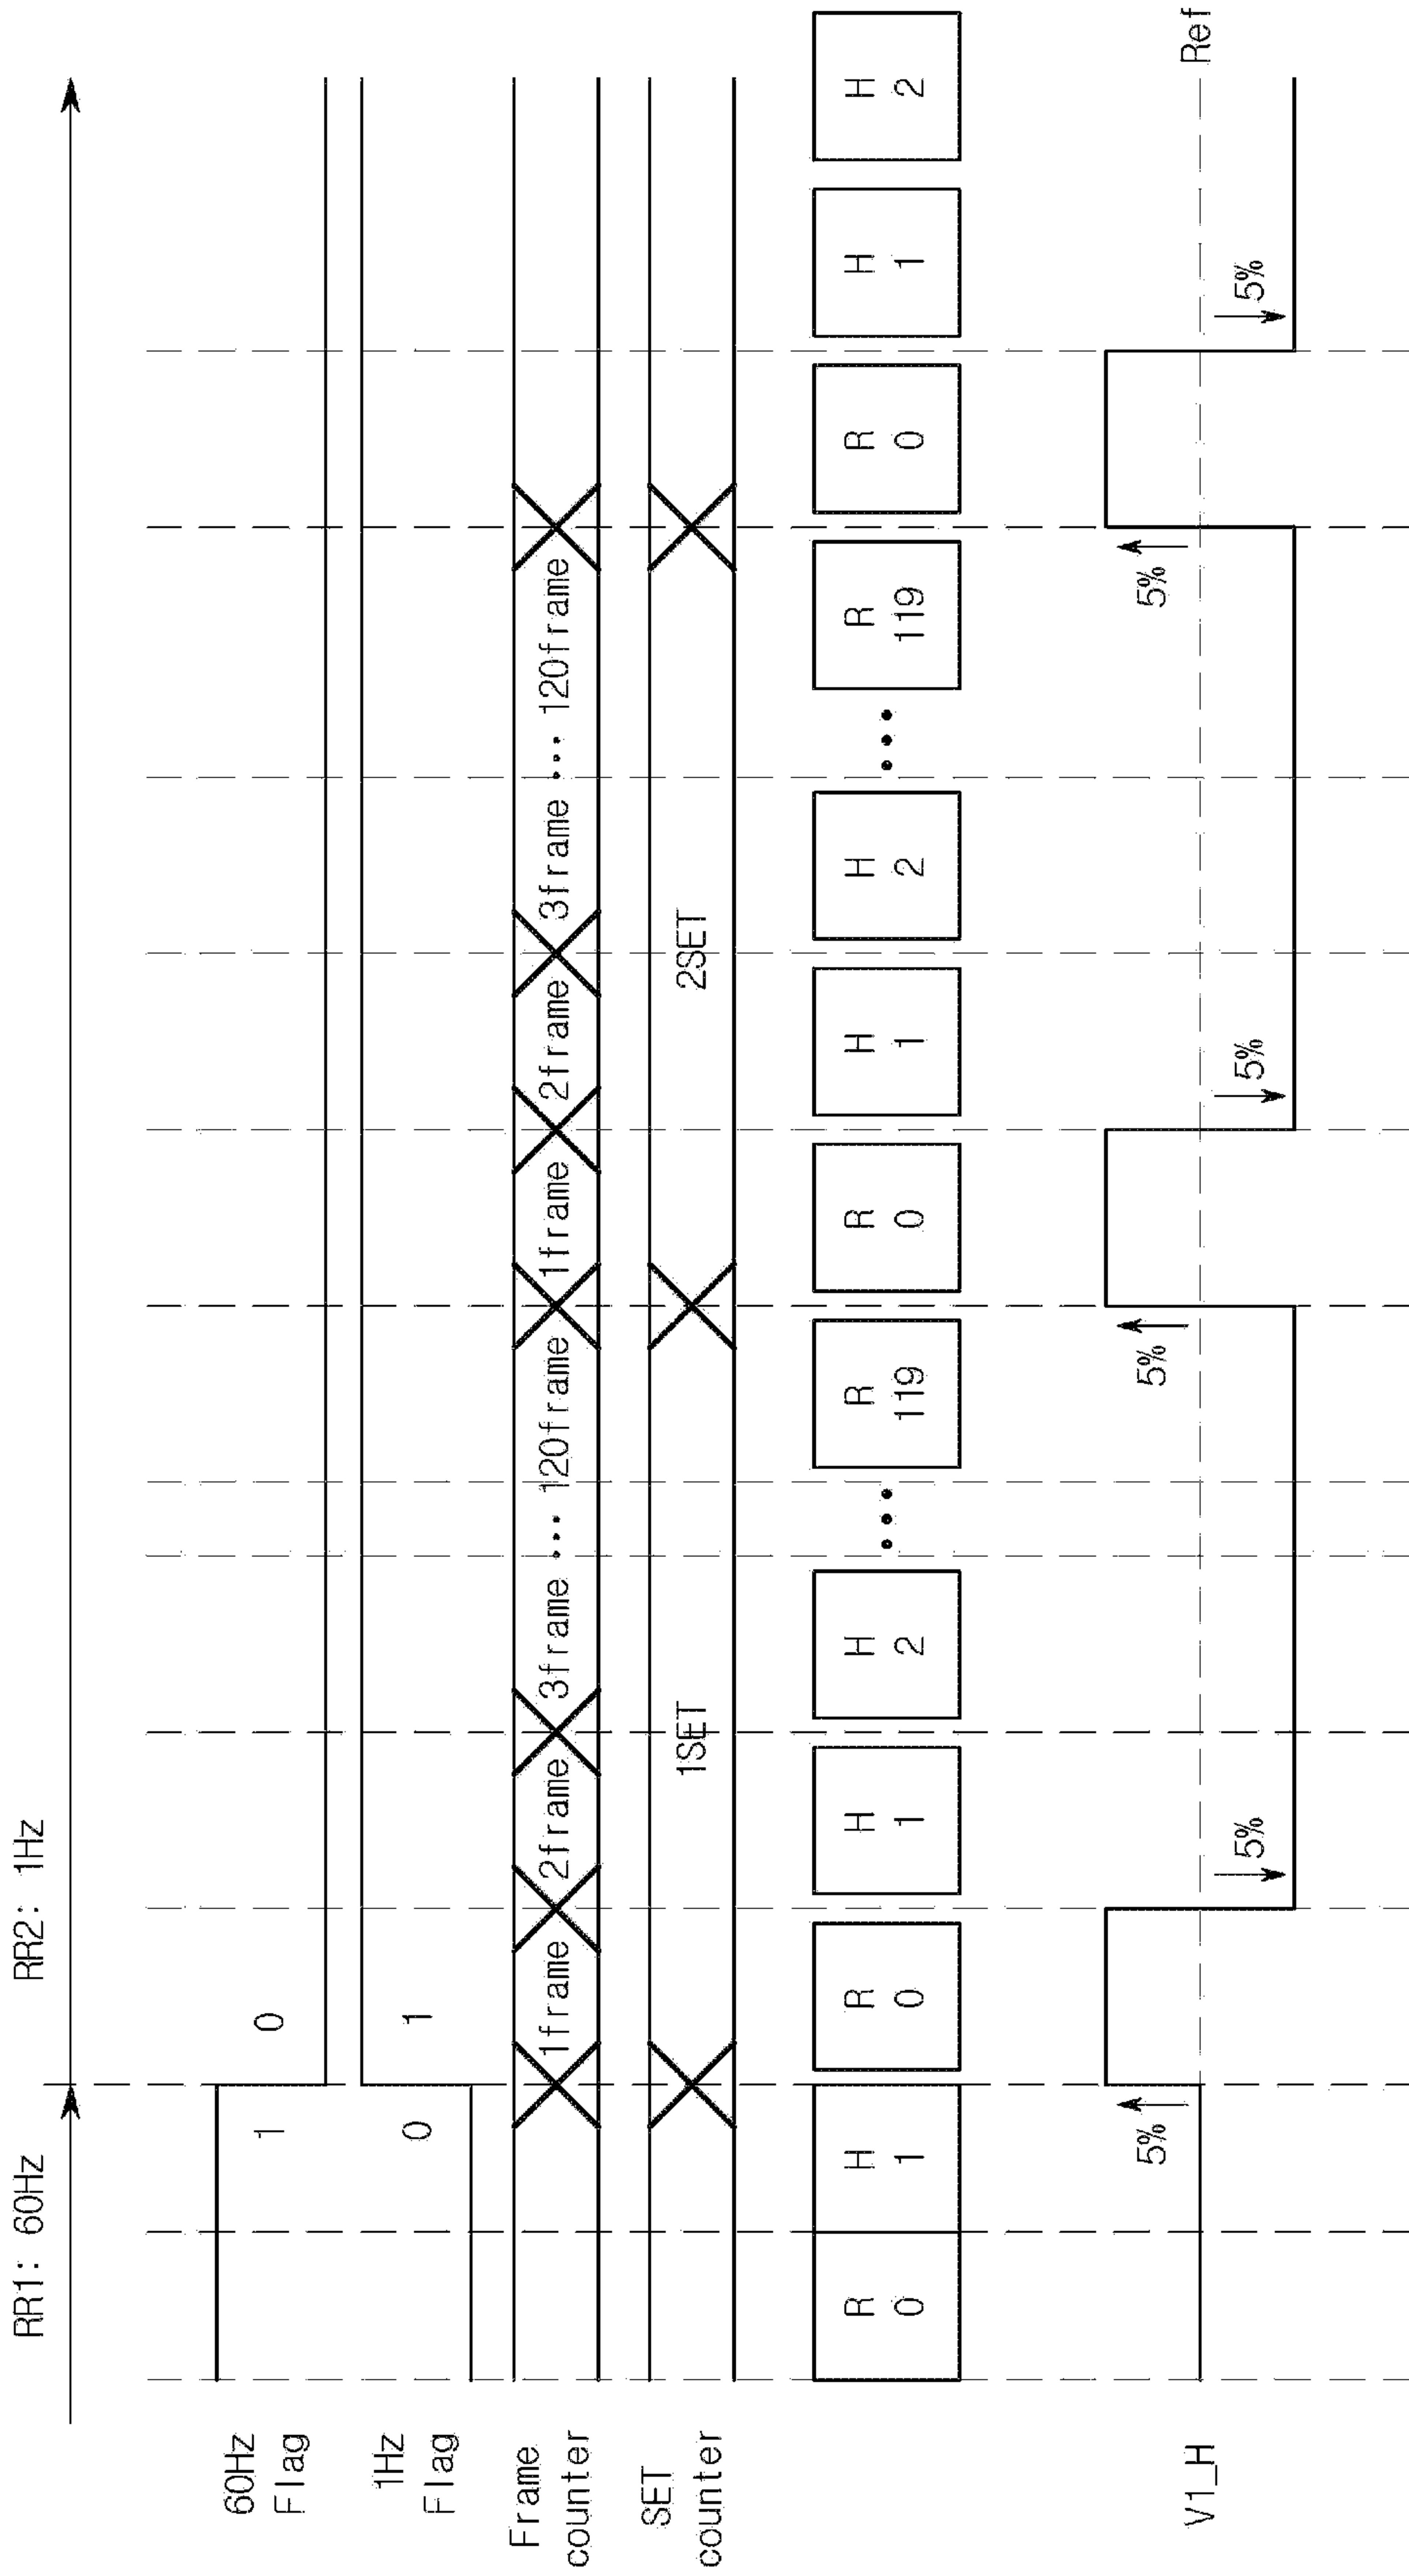 RR1: 60Hz
RR2: 1Hz
60Hz
Flag
1
0
1Hz
Flag
0
1
Frame
counter
1frame
2frame
3frame
•••
120frame
1frame
2frame
3frame
•••
120frame
SET
counter
1SET
2SET
R
0
H
1
R
0
H
1
H
2
•••
R
119
R
0
H
1
H
2
•••
R
119
R
0
H
1
H
2
V1_H
5%
5%
5%
5%
5%
5%
Ref